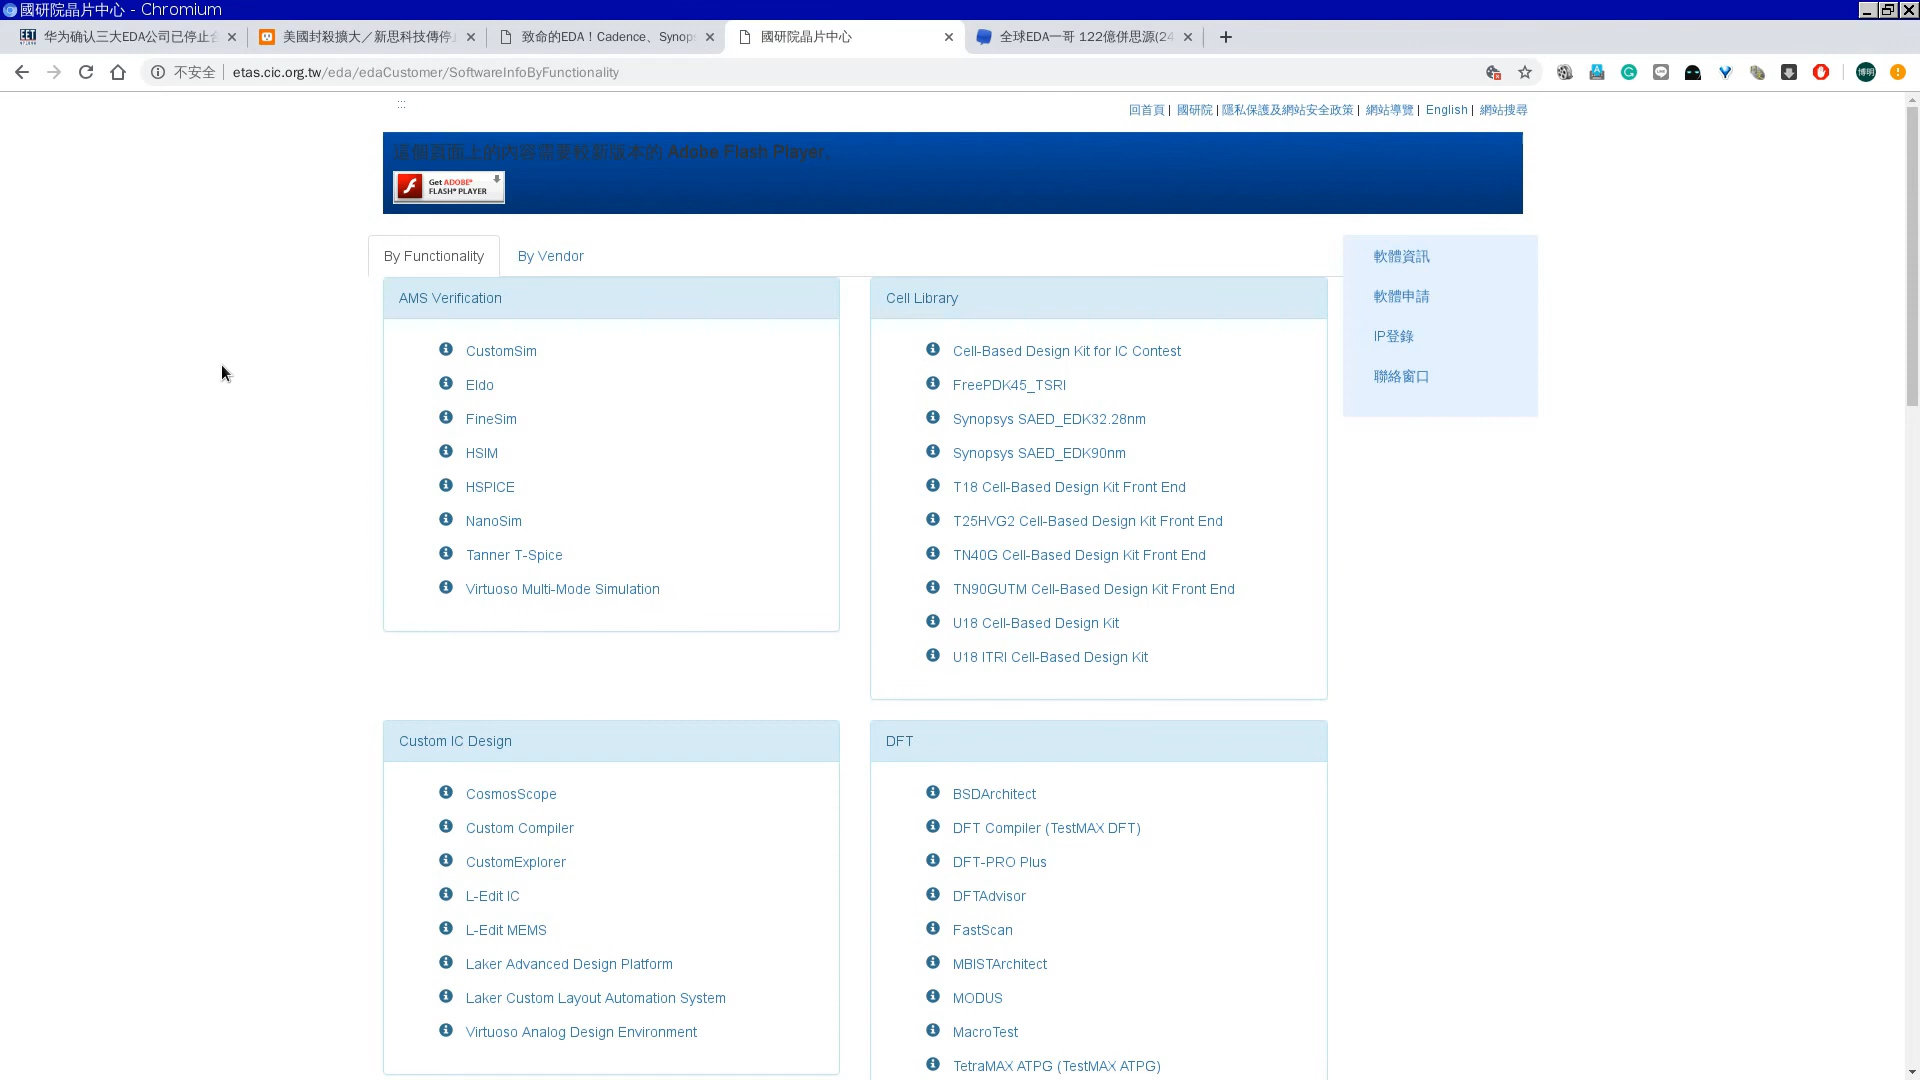 國研院晶片中心 - Chromium
华为确认三大EDA公司已停止合
美國封殺擴大／新思科技傳停
致命的EDA！Cadence、Synops
國研院晶片中心
全球EDA一哥 122億併思源(24
不安全 | etas.cic.org.tw/eda/edaCustomer/SoftwareInfoByFunctionality
:::
回首頁 | 國研院 | 隱私保護及網站安全政策 | 網站導覽 | English | 網站搜尋
這個頁面上的內容需要較新版本的 Adobe Flash Player。
Get ADOBE®
FLASH® PLAYER
By Functionality
By Vendor
AMS Verification
CustomSim
Eldo
FineSim
HSIM
HSPICE
NanoSim
Tanner T-Spice
Virtuoso Multi-Mode Simulation
Cell Library
Cell-Based Design Kit for IC Contest
FreePDK45_TSRI
Synopsys SAED_EDK32.28nm
Synopsys SAED_EDK90nm
T18 Cell-Based Design Kit Front End
T25HVG2 Cell-Based Design Kit Front End
TN40G Cell-Based Design Kit Front End
TN90GUTM Cell-Based Design Kit Front End
U18 Cell-Based Design Kit
U18 ITRI Cell-Based Design Kit
軟體資訊
軟體申請
IP登錄
聯絡窗口
Custom IC Design
CosmosScope
Custom Compiler
CustomExplorer
L-Edit IC
L-Edit MEMS
Laker Advanced Design Platform
Laker Custom Layout Automation System
Virtuoso Analog Design Environment
DFT
BSDArchitect
DFT Compiler (TestMAX DFT)
DFT-PRO Plus
DFTAdvisor
FastScan
MBISTArchitect
MODUS
MacroTest
TetraMAX ATPG (TestMAX ATPG)